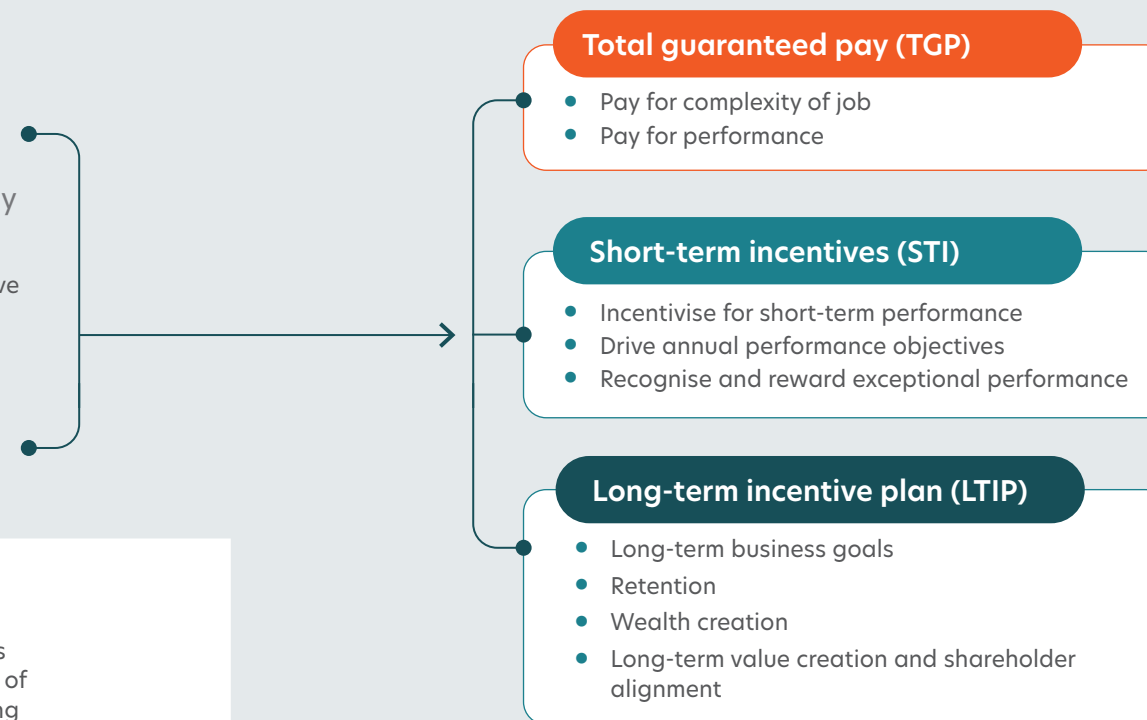 Total guaranteed pay (TGP)
Pay for complexity of job
Pay for performance
Short-term incentives (STI)
Incentivise for short-term performance
Drive annual performance objectives
Recognise and reward exceptional performance
Long-term incentive plan (LTIP)
Long-term business goals
Retention
Wealth creation
Long-term value creation and shareholder
alignment
of